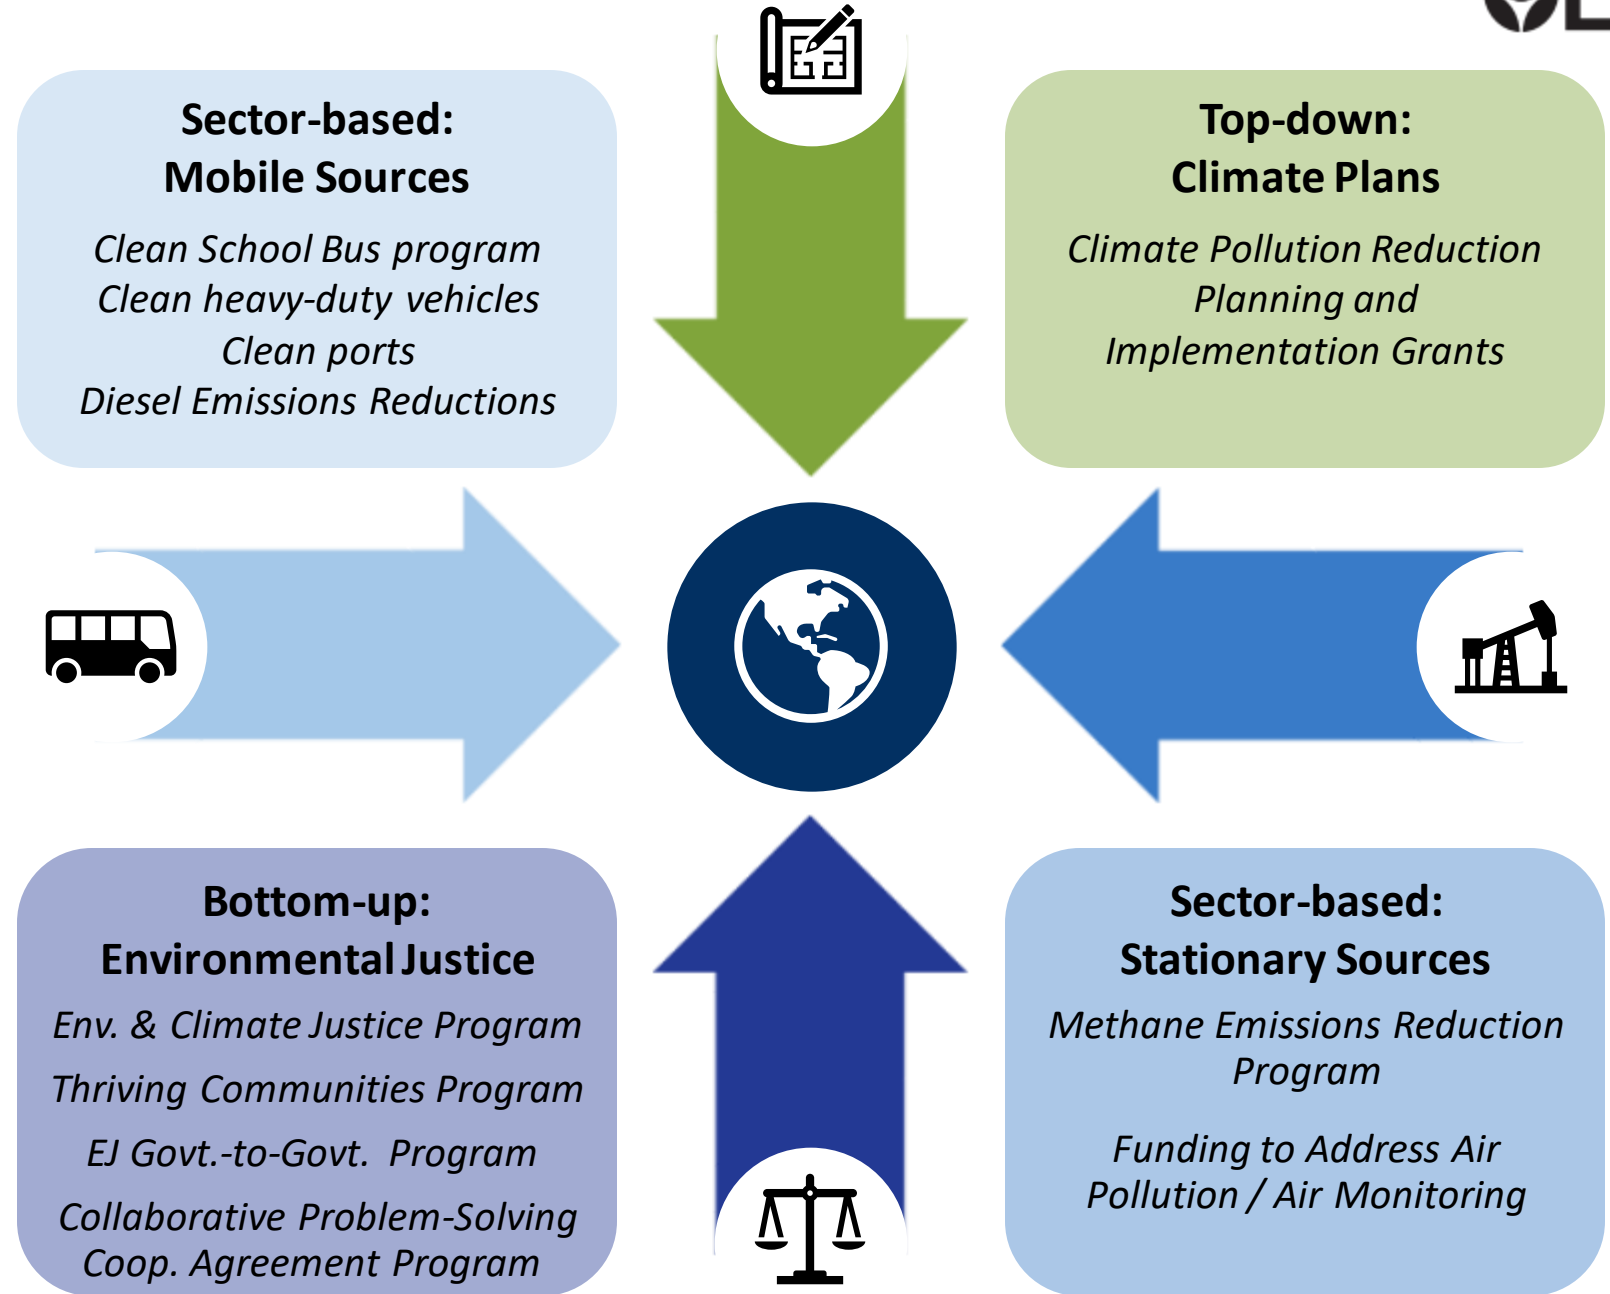 Sector-based:
Mobile Sources
Clean School Bus program
Clean heavy-duty vehicles
Clean ports
Diesel Emissions Reductions
Top-down:
Climate Plans
Climate Pollution Reduction
Planning and
Implementation Grants
Bottom-up:
Environmental Justice
Env. & Climate Justice Program
Thriving Communities Program
EJ Govt.-to-Govt. Program
Collaborative Problem-Solving
Coop. Agreement Program
Sector-based:
Stationary Sources
Methane Emissions Reduction
Program
Funding to Address Air
Pollution / Air Monitoring